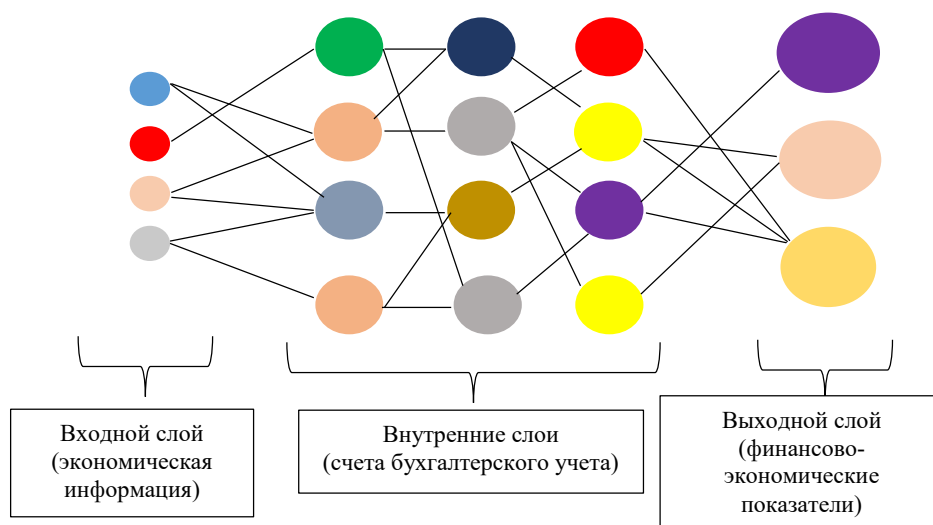 Входной слой
(экономическая
информация)
Внутренние слои
(счета бухгалтерского учета)
Выходной слой
(финансово-
экономические
показатели)